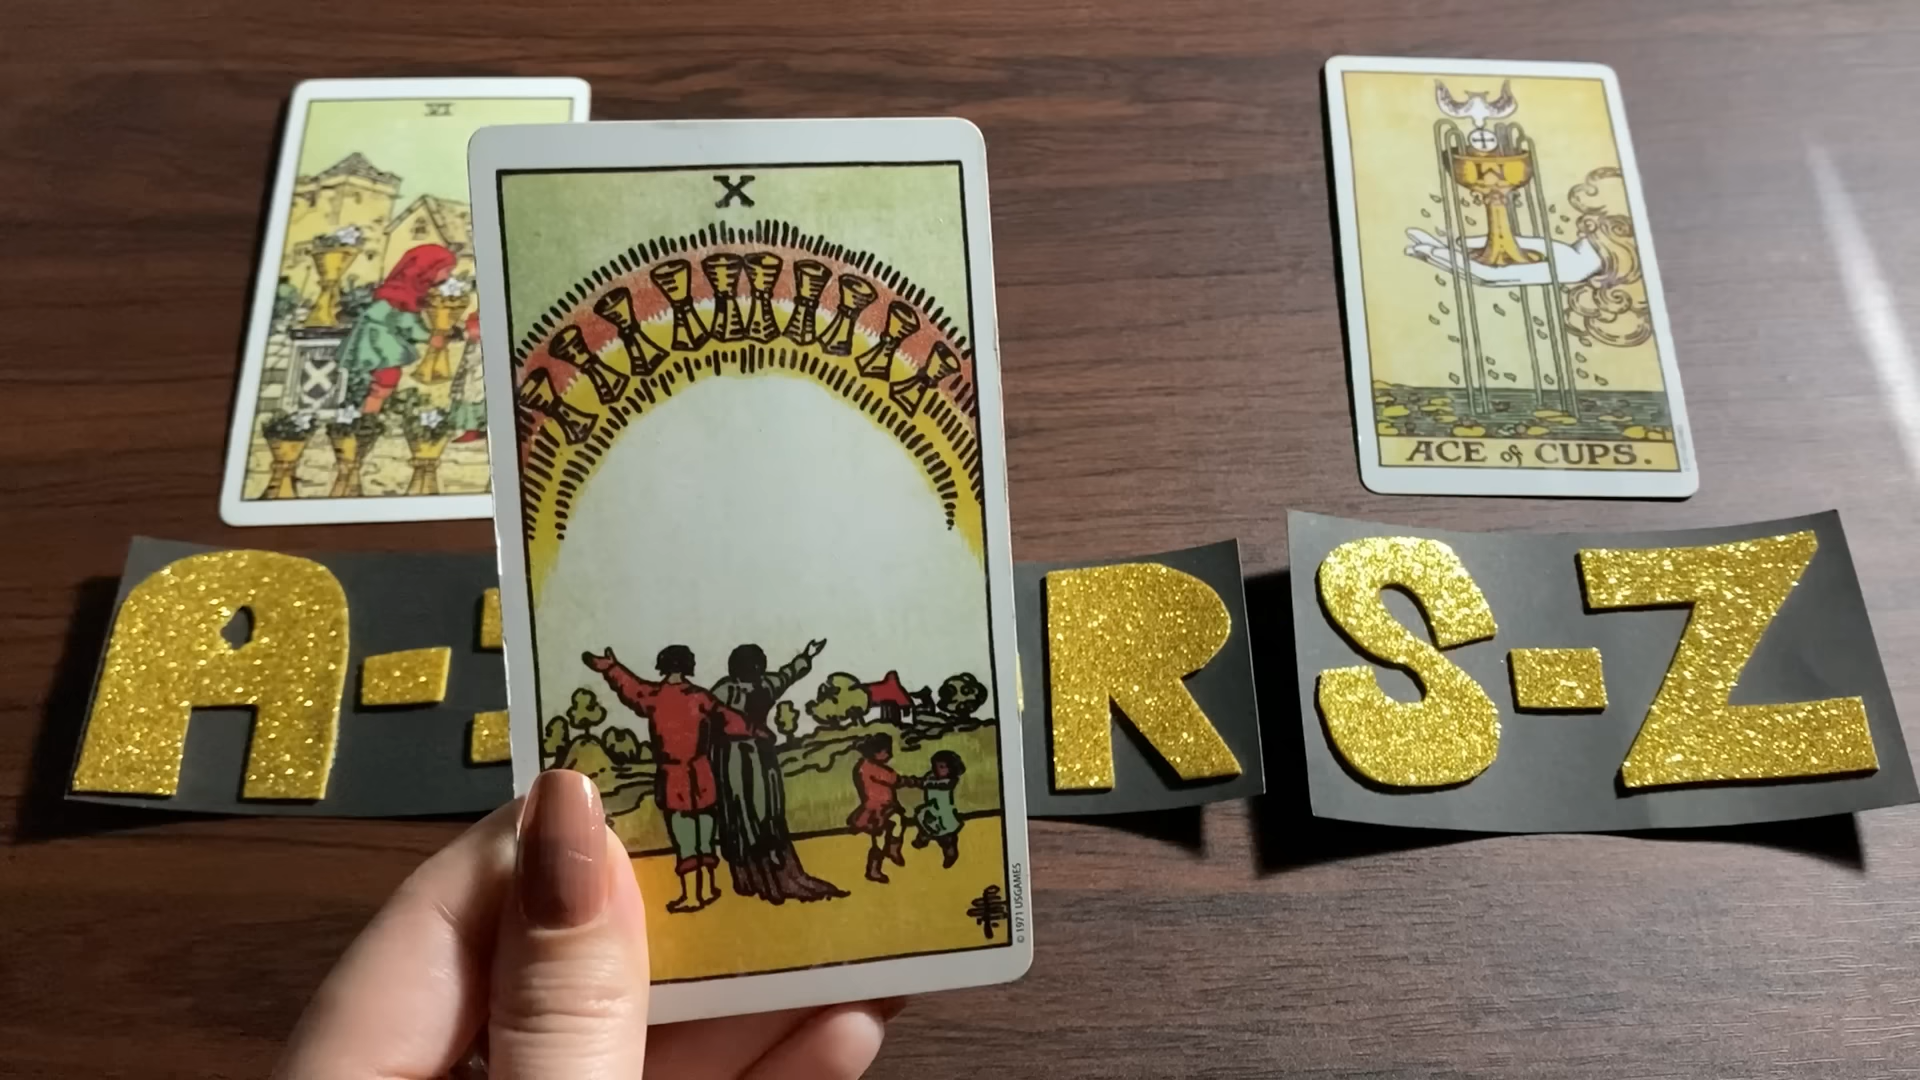 VI
X
ACE of CUPS.
A-
R
S-Z
© 1971 USGAMES